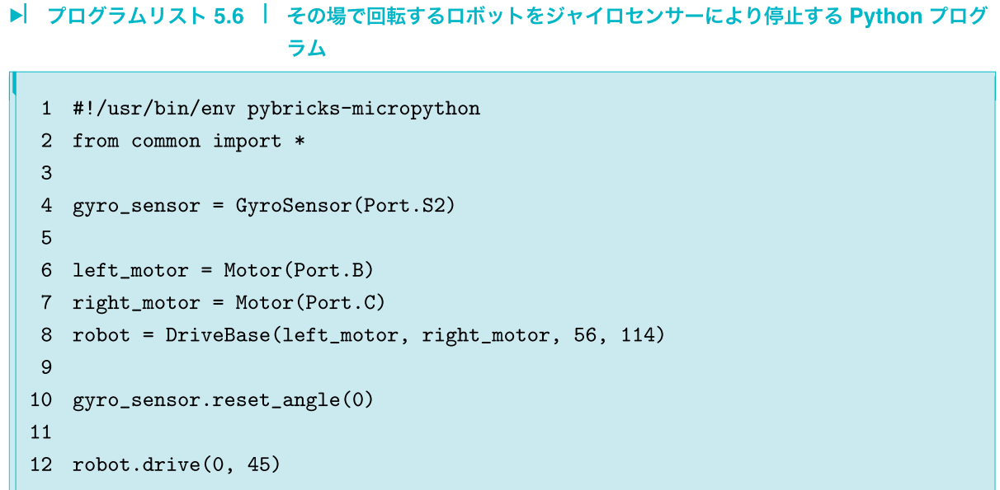 プログラムリスト 5.6 | その場で回転するロボットをジャイロセンサーにより停止する Python プログ
ラム
1 #!/usr/bin/env pybricks-micropython
2 from common import *
3
4 gyro_sensor = GyroSensor(Port.S2)
5
6 left_motor = Motor(Port.B)
7 right_motor = Motor(Port.C)
8 robot = DriveBase(left_motor, right_motor, 56, 114)
9
10 gyro_sensor.reset_angle(0)
11
12 robot.drive(0, 45)